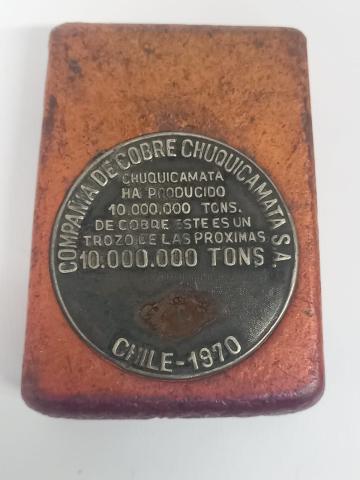 COMPAÑIA DE COBRE CHUQUICAMATA S.A.
CHUQUICAMATA
HA PRODUCIDO
10.000.000 TONS.
DE COBRE ESTE ES UN
TROZO DE LAS PROXIMAS
10.000.000 TONS.
CHILE-1970